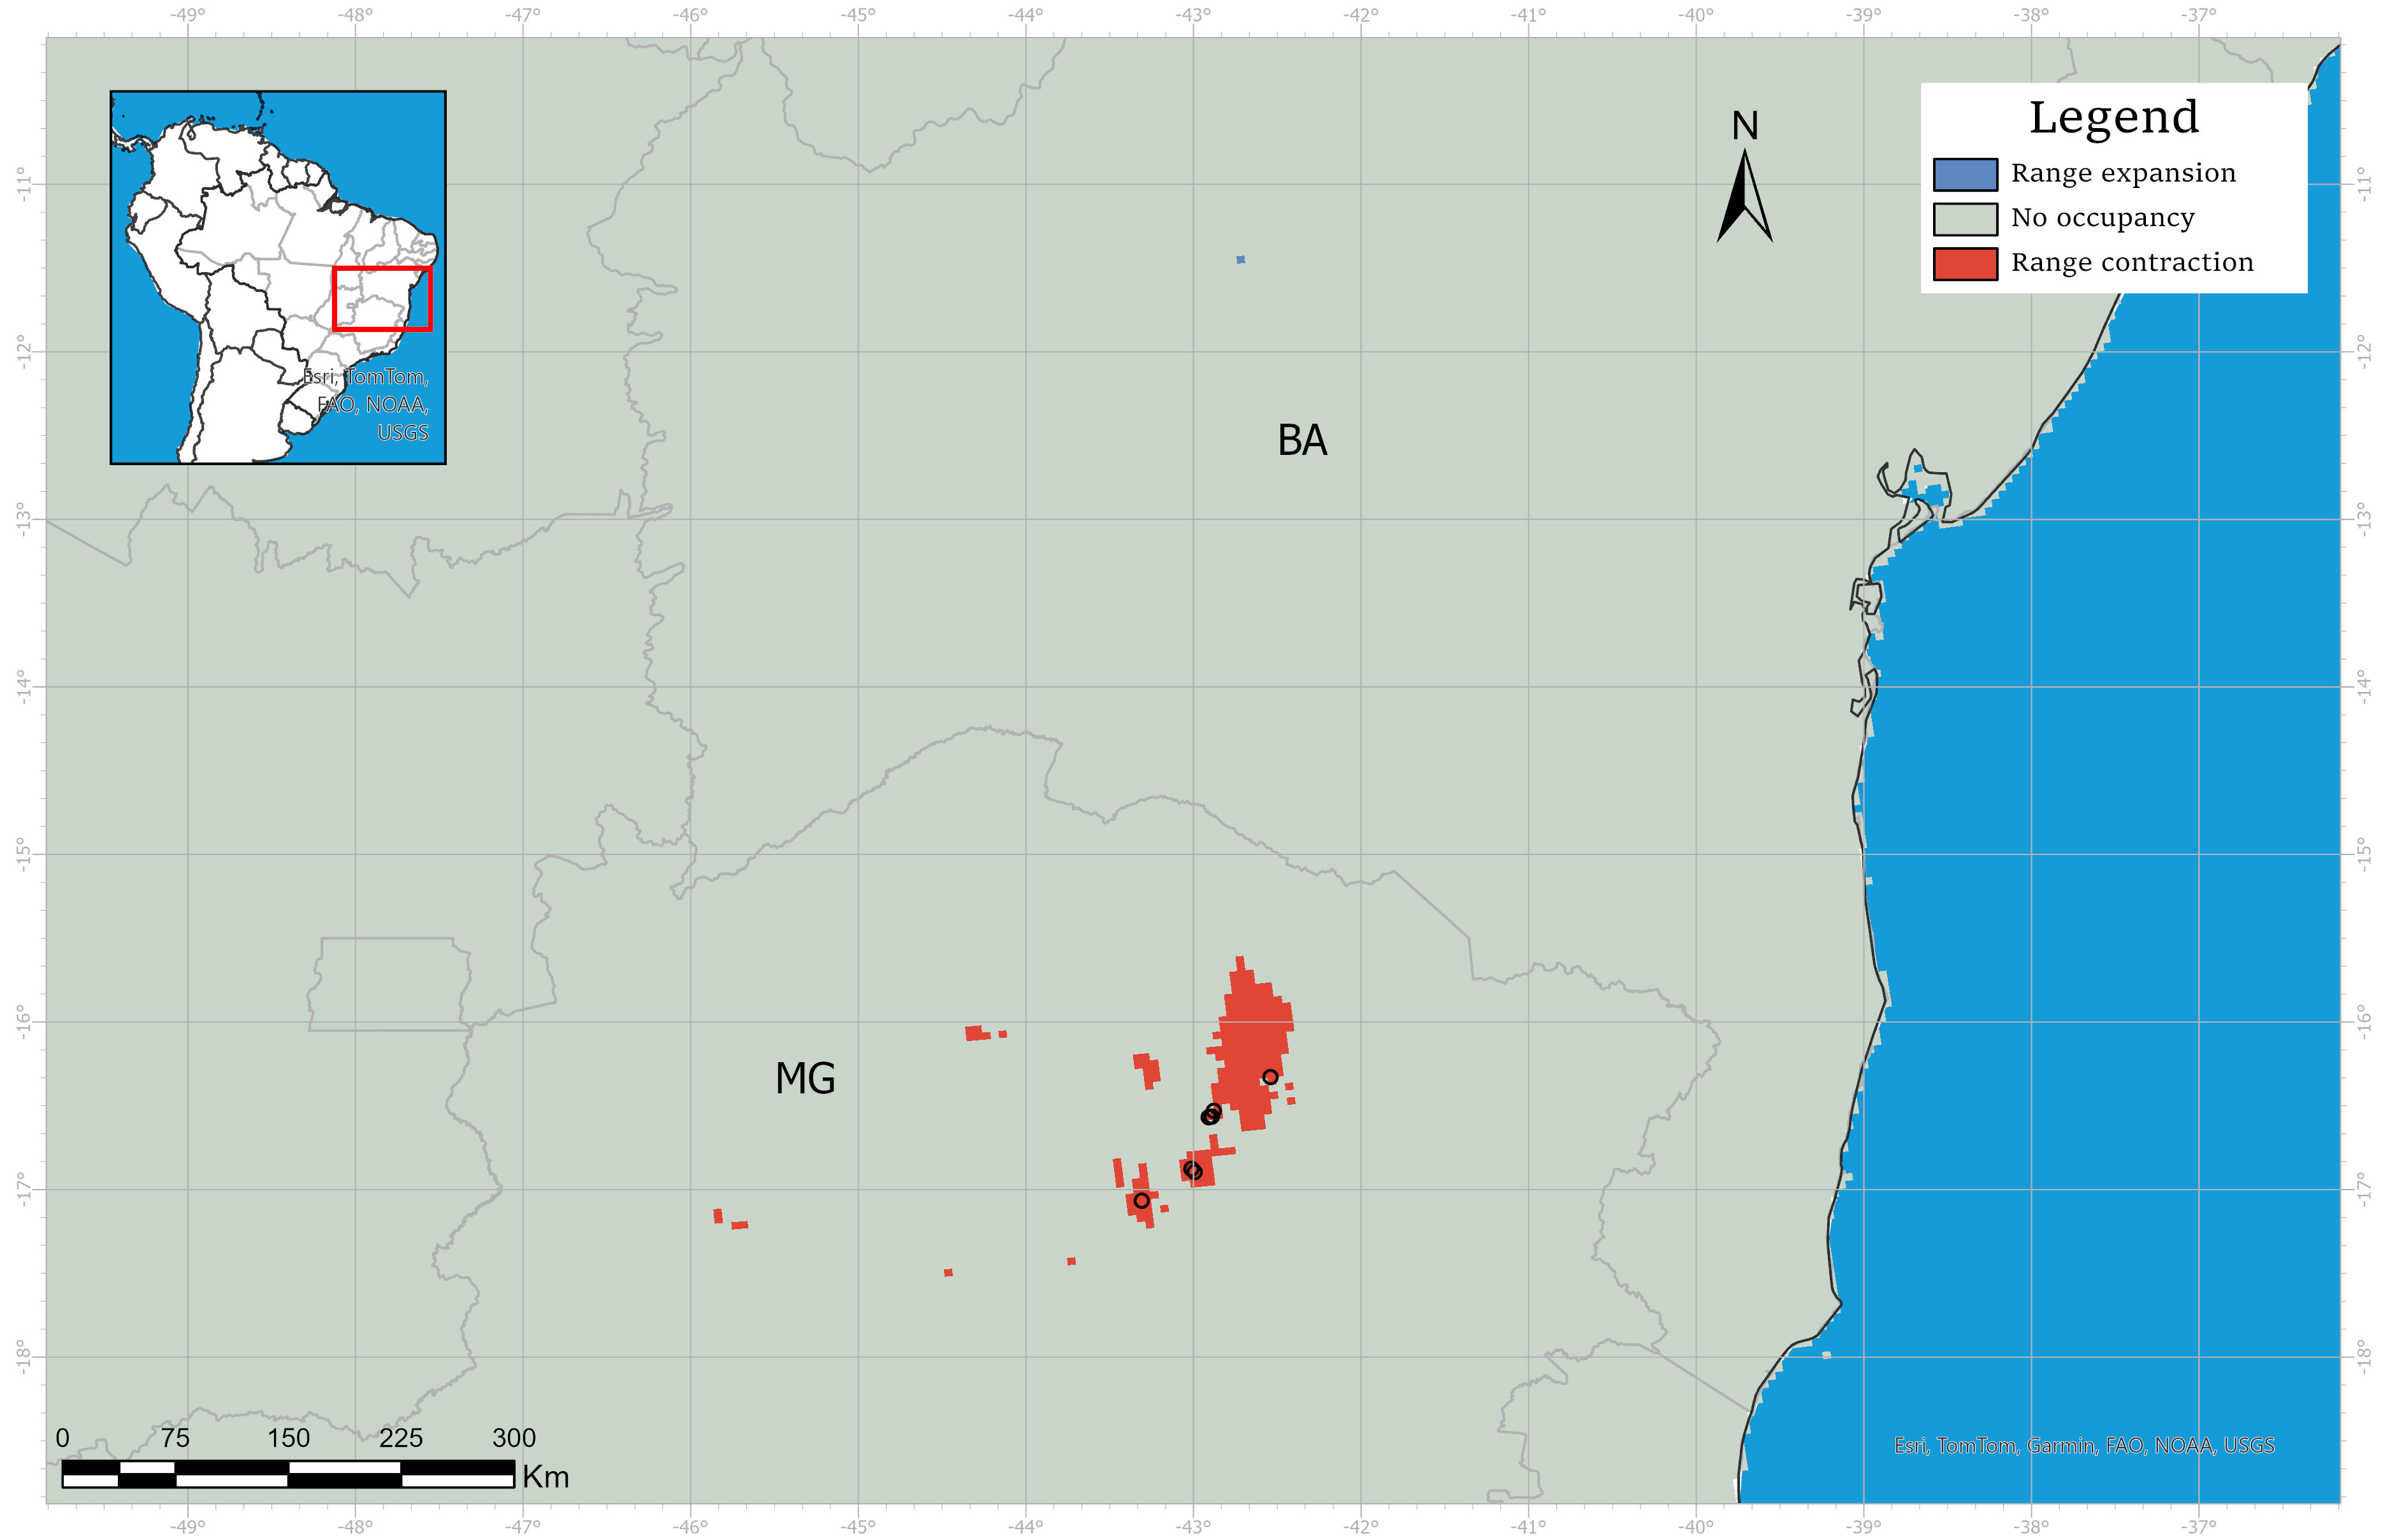 -49° -48° -47° -46° -45° -44° -43° -42° -41° -40° -39° -38° -37°
Legend
Range expansion
No occupancy
Range contraction
N
Esri, TomTom,
FAO, NOAA,
USGS
BA
MG
-11° -11°
-12° -12°
-13° -13°
-14° -14°
-15° -15°
-16° -16°
-17° -17°
-18° -18°
0 75 150 225 300
Km
Esri, TomTom, Garmin, FAO, NOAA, USGS
-49° -48° -47° -46° -45° -44° -43° -42° -41° -40° -39° -38° -37°